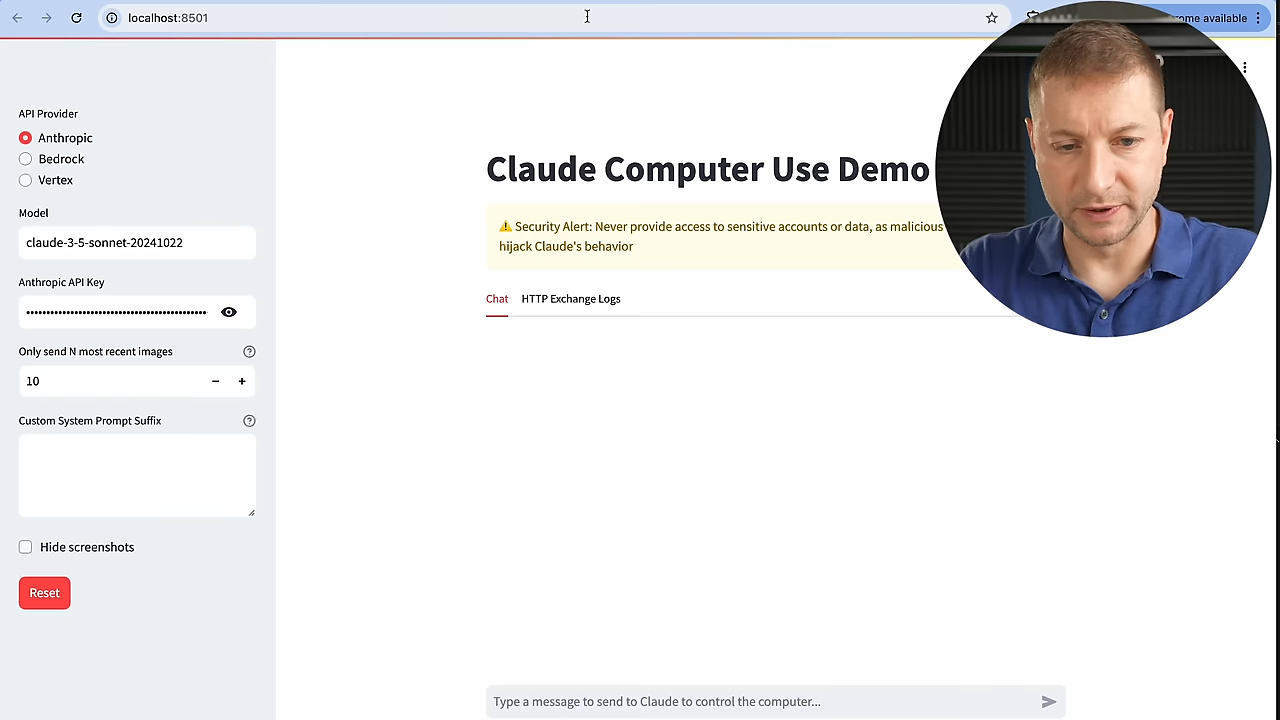 localhost:8501
ome available
API Provider
Anthropic
Bedrock
Vertex
Model
claude-3-5-sonnet-20241022
Anthropic API Key
Only send N most recent images
10
Custom System Prompt Suffix
Hide screenshots
Reset
Claude Computer Use Demo
Security Alert: Never provide access to sensitive accounts or data, as malicious
hijack Claude's behavior
Chat HTTP Exchange Logs
Type a message to send to Claude to control the computer...